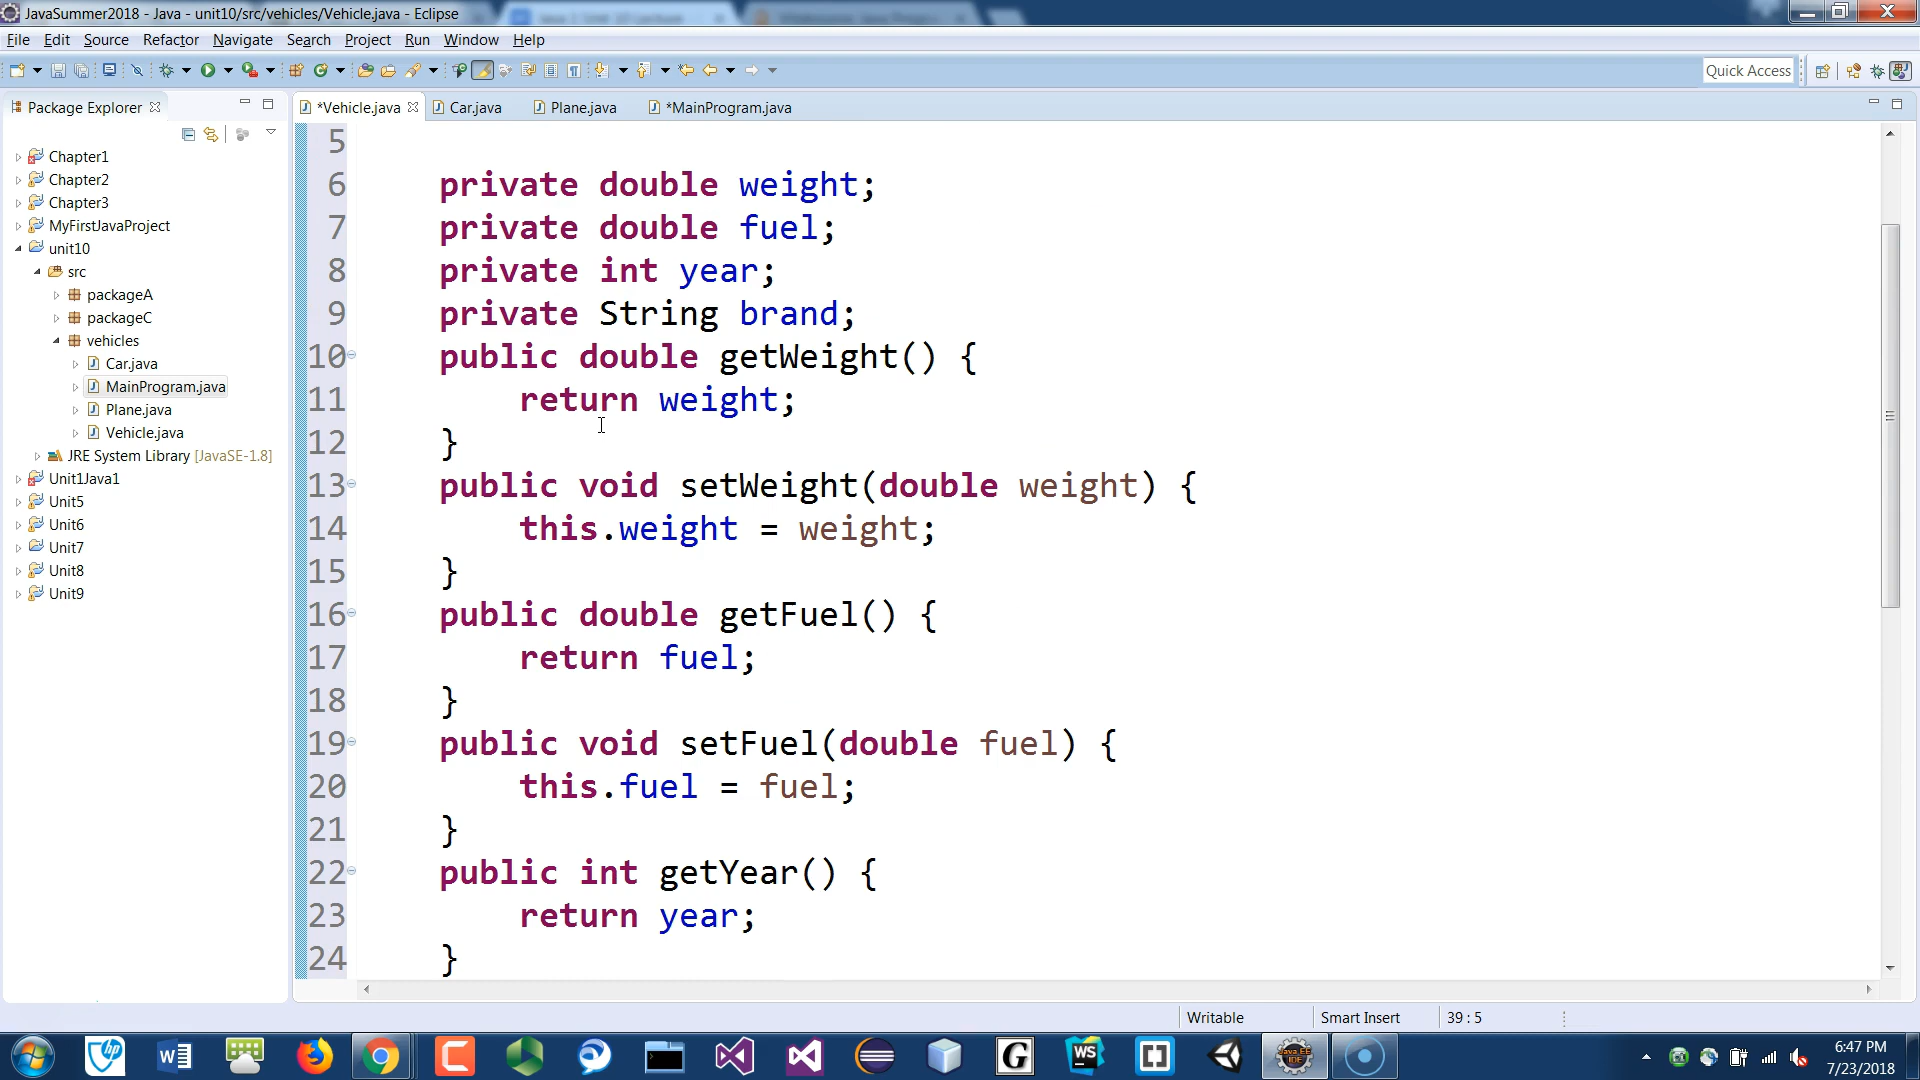 JavaSummer2018 - Java - unit10/src/vehicles/Vehicle.java - Eclipse
File Edit Source Refactor Navigate Search Project Run Window Help
Quick Access
Package Explorer
*Vehicle.java Car.java Plane.java *MainProgram.java
Chapter1
Chapter2
Chapter3
MyFirstJavaProject
unit10
src
packageA
packageC
vehicles
Car.java
MainProgram.java
Plane.java
Vehicle.java
JRE System Library [JavaSE-1.8]
Unit1Java1
Unit5
Unit6
Unit7
Unit8
Unit9
5
6 private double weight;
7 private double fuel;
8 private int year;
9 private String brand;
10 public double getWeight() {
11 return weight;
12 }
13 public void setWeight(double weight) {
14 this.weight = weight;
15 }
16 public double getFuel() {
17 return fuel;
18 }
19 public void setFuel(double fuel) {
20 this.fuel = fuel;
21 }
22 public int getYear() {
23 return year;
24 }
Writable Smart Insert 39 : 5
6:47 PM
7/23/2018